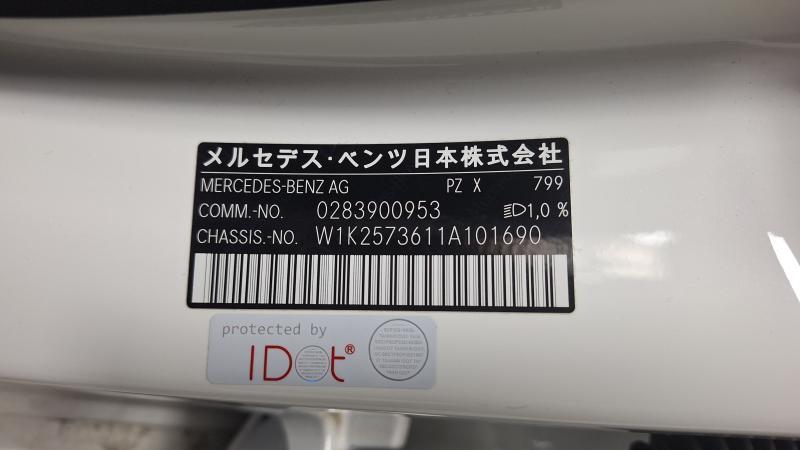 メルセデス・ベンツ日本株式会社
MERCEDES-BENZ AG PZ X 799
COMM.-NO. 0283900953 1,0 %
CHASSIS.-NO. W1K2573611A101690
protected by
IDot®